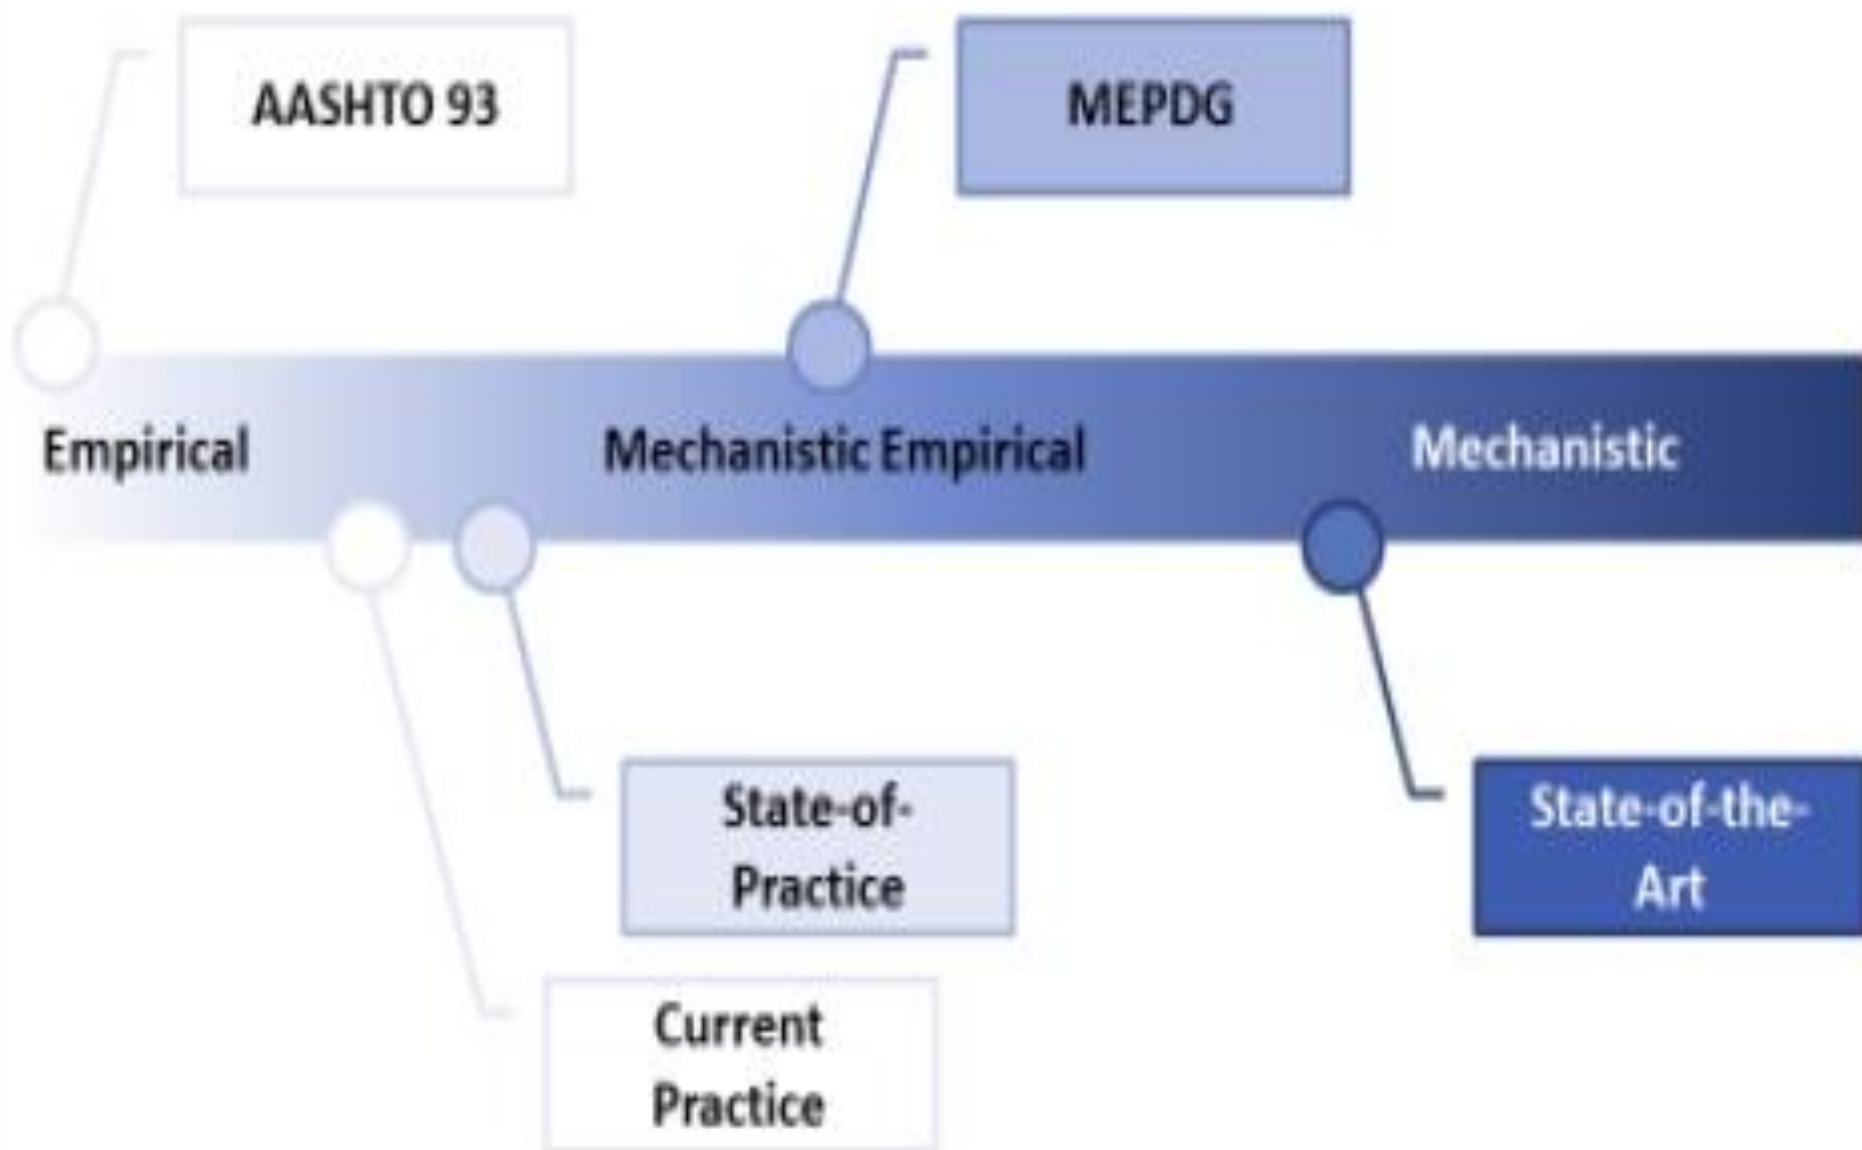 AASHTO 93
MEPDG
Empirical
Mechanistic Empirical
Mechanistic
State-of-
Practice
State-of-the-
Art
Current
Practice